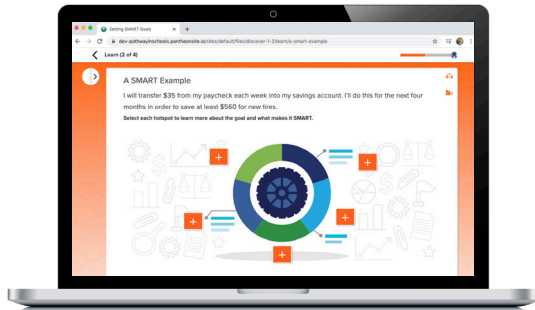 Setting SMART Goals
dev-pathwayinschools.pantheonsite.io/sites/default/files/discover-1-2/learn/a-smart-example
Learn (2 of 4)
A SMART Example
I will transfer $35 from my paycheck each week into my savings account. I'll do this for the next four
months in order to save at least $560 for new tires.
Select each hotspot to learn more about the goal and what makes it SMART.